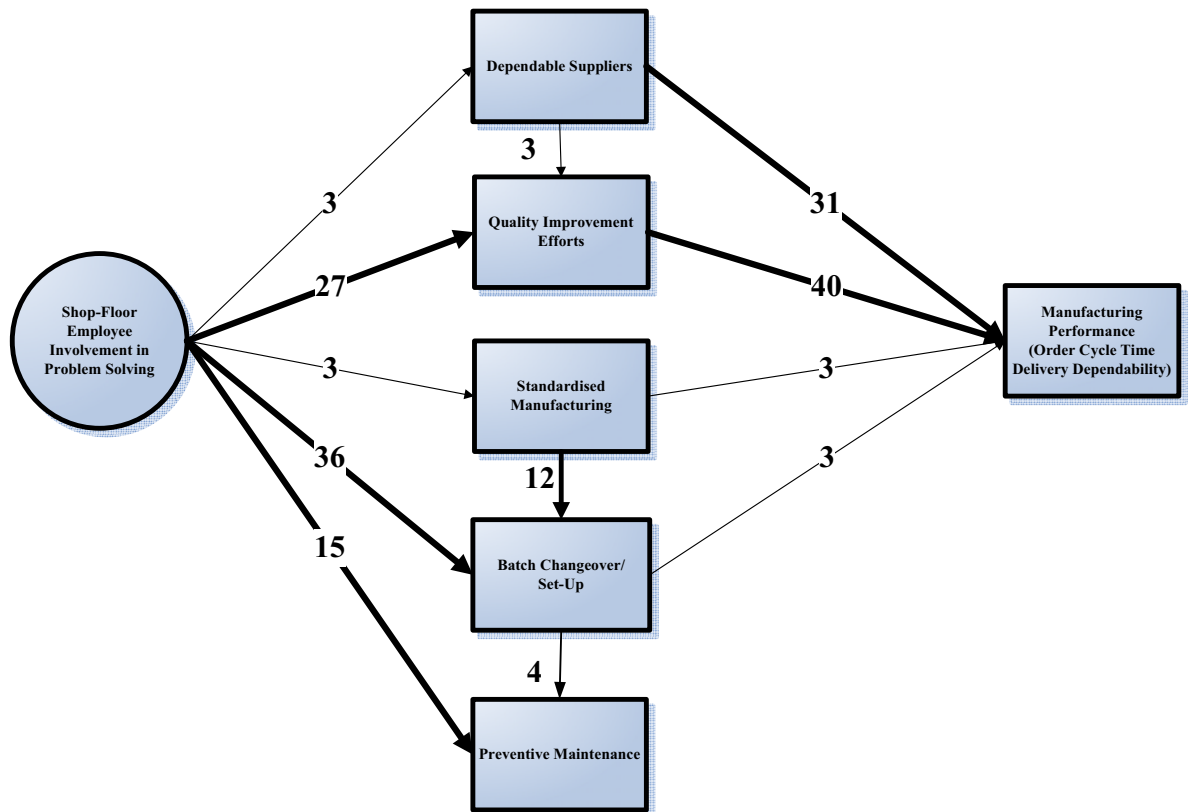 Dependable Suppliers
3
3
31
Quality Improvement
Efforts
27
40
Shop-Floor
Employee
Involvement in
Problem Solving
Manufacturing
Performance
(Order Cycle Time
Delivery Dependability)
3
3
Standardised
Manufacturing
36
12
3
15
Batch Changeover/
Set-Up
4
Preventive Maintenance